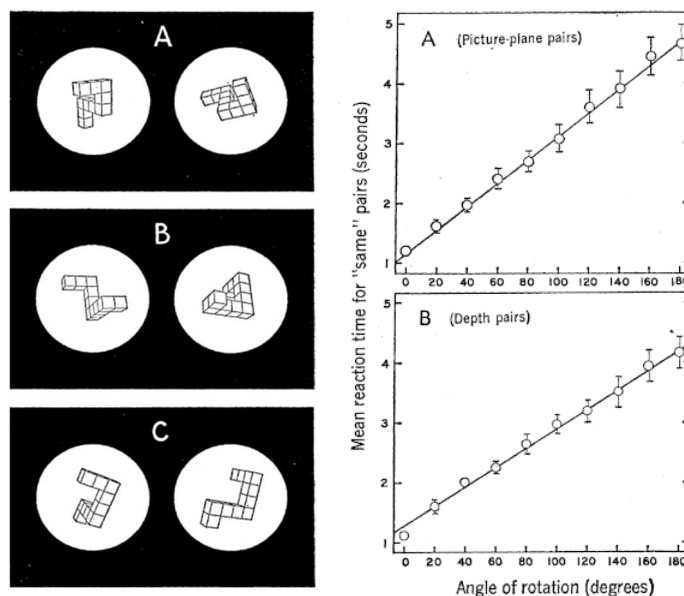 A
B
C
Mean reaction time for "same" pairs (seconds)
A (Picture-plane pairs)
5
4
3
2
1
0 20 40 60 80 100 120 140 160 180
B (Depth pairs)
5
4
3
2
1
0 20 40 60 80 100 120 140 160 180
Angle of rotation (degrees)